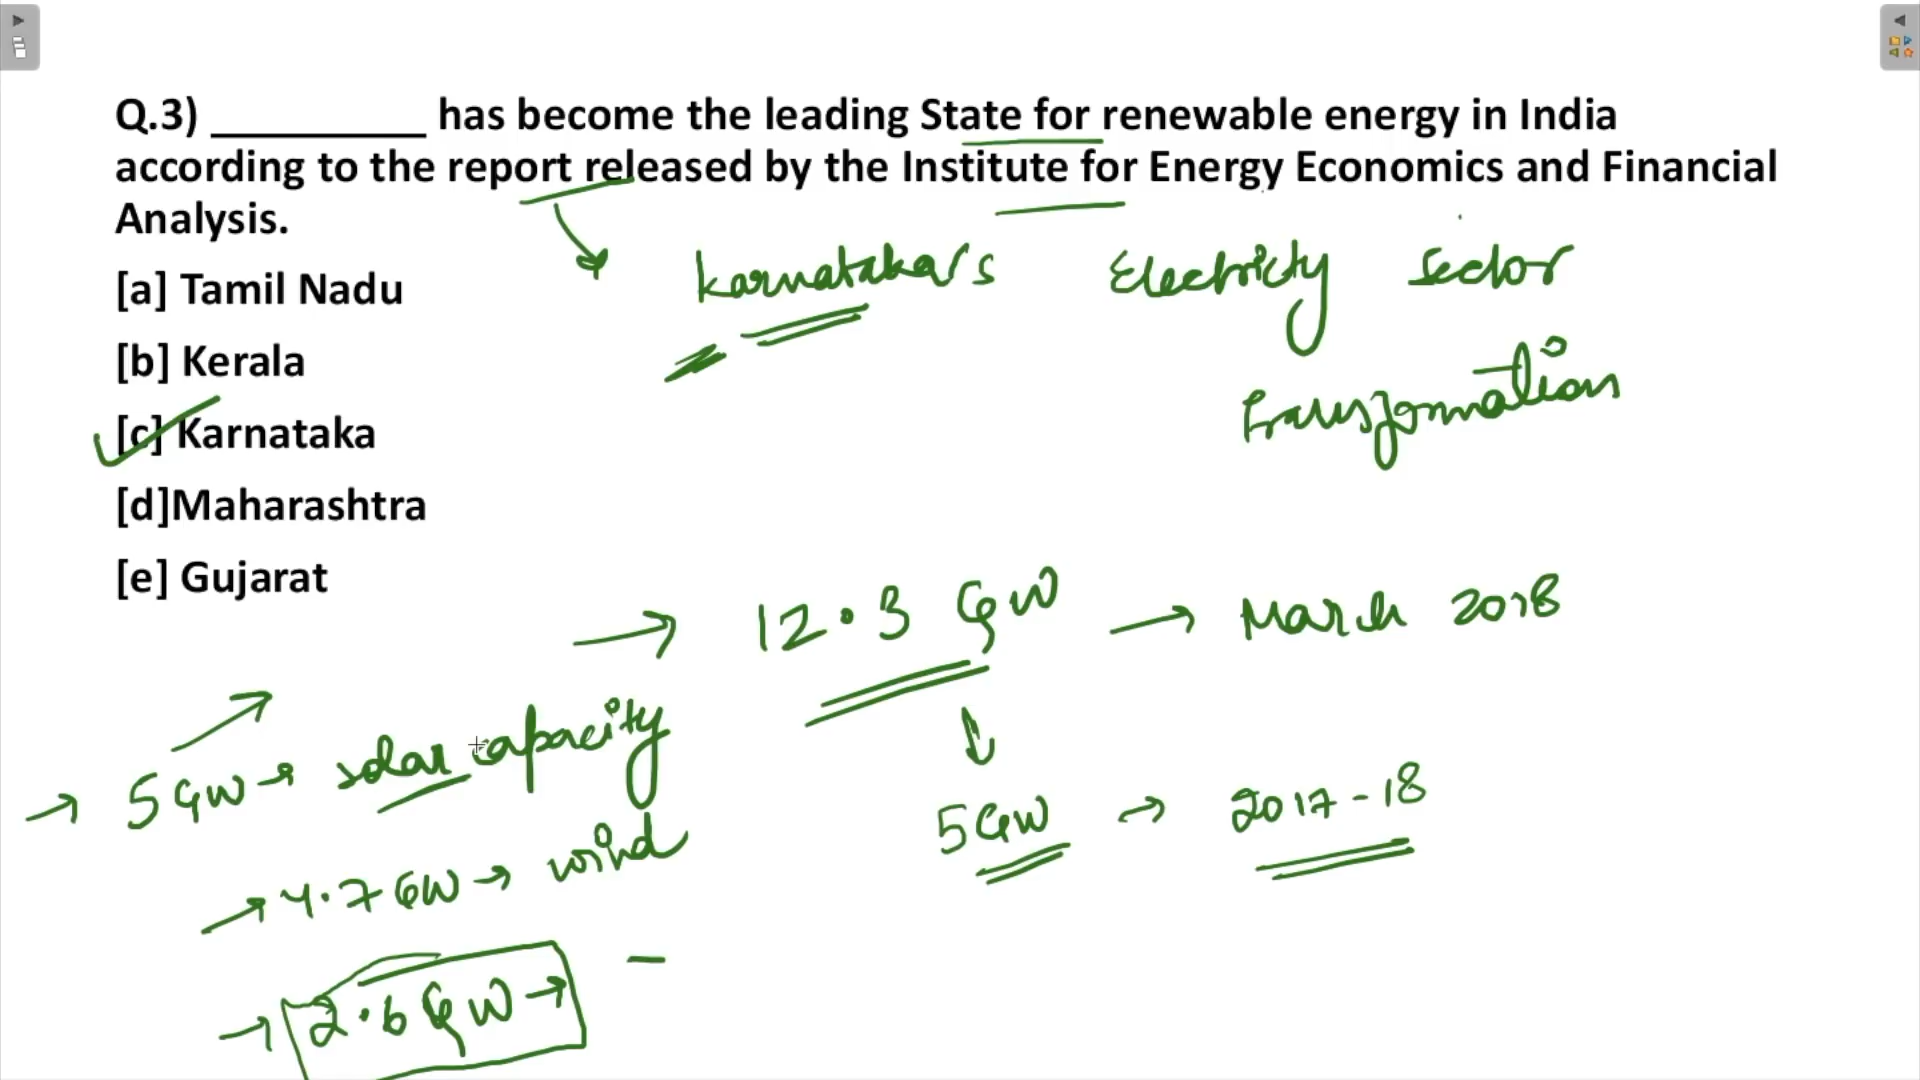 Q.3) _________ has become the leading State for renewable energy in India
according to the report released by the Institute for Energy Economics and Financial
Analysis.
Karnataka's Electricity Sector
[a] Tamil Nadu
[b] Kerala
Transformation
[c] Karnataka
[d]Maharashtra
[e] Gujarat
12.3 GW → March 2018
→ 5GW → solar capacity
5GW → 2017-18
→ 4.7 GW → wind
→ 2.6 GW → -